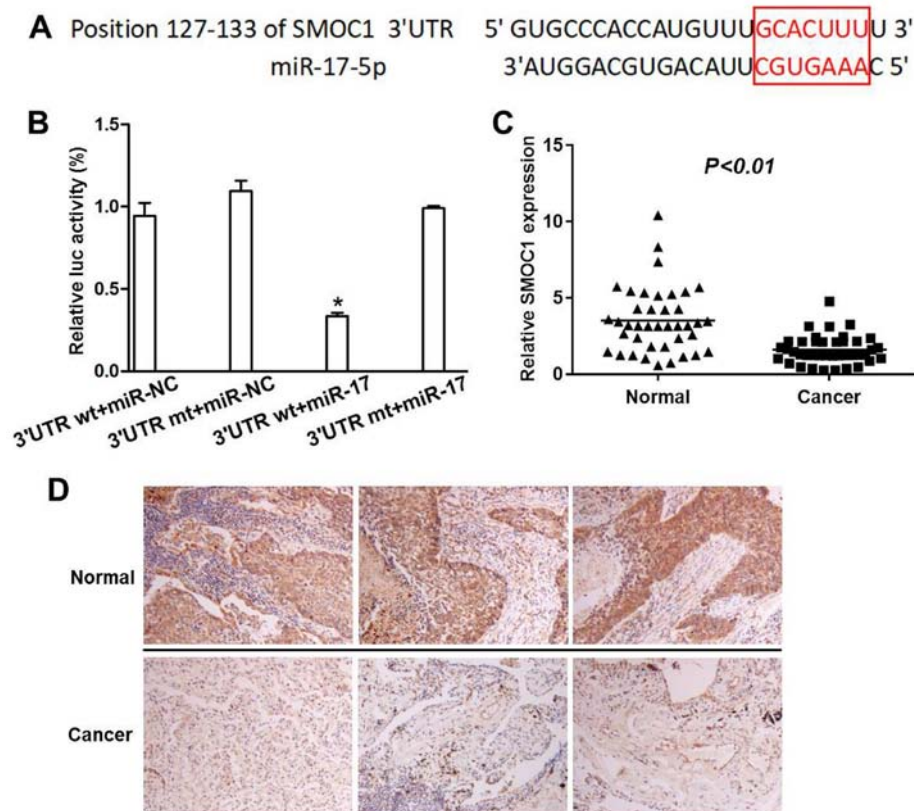 A Position 127-133 of SMOC1 3'UTR 5' GUGCCCACCAUGUUUGCACUUUU 3'
miR-17-5p 3'AUGGACGUGACAUUCGUGAAAC 5'
B
Relative luc activity (%)
1.5
1.0
0.5
0.0
*
3'UTR wt+miR-NC
3'UTR mt+miR-NC
3'UTR wt+miR-17
3'UTR mt+miR-17
C
Relative SMOC1 expression
15
10
5
0
P<0.01
Normal
Cancer
D
Normal
Cancer